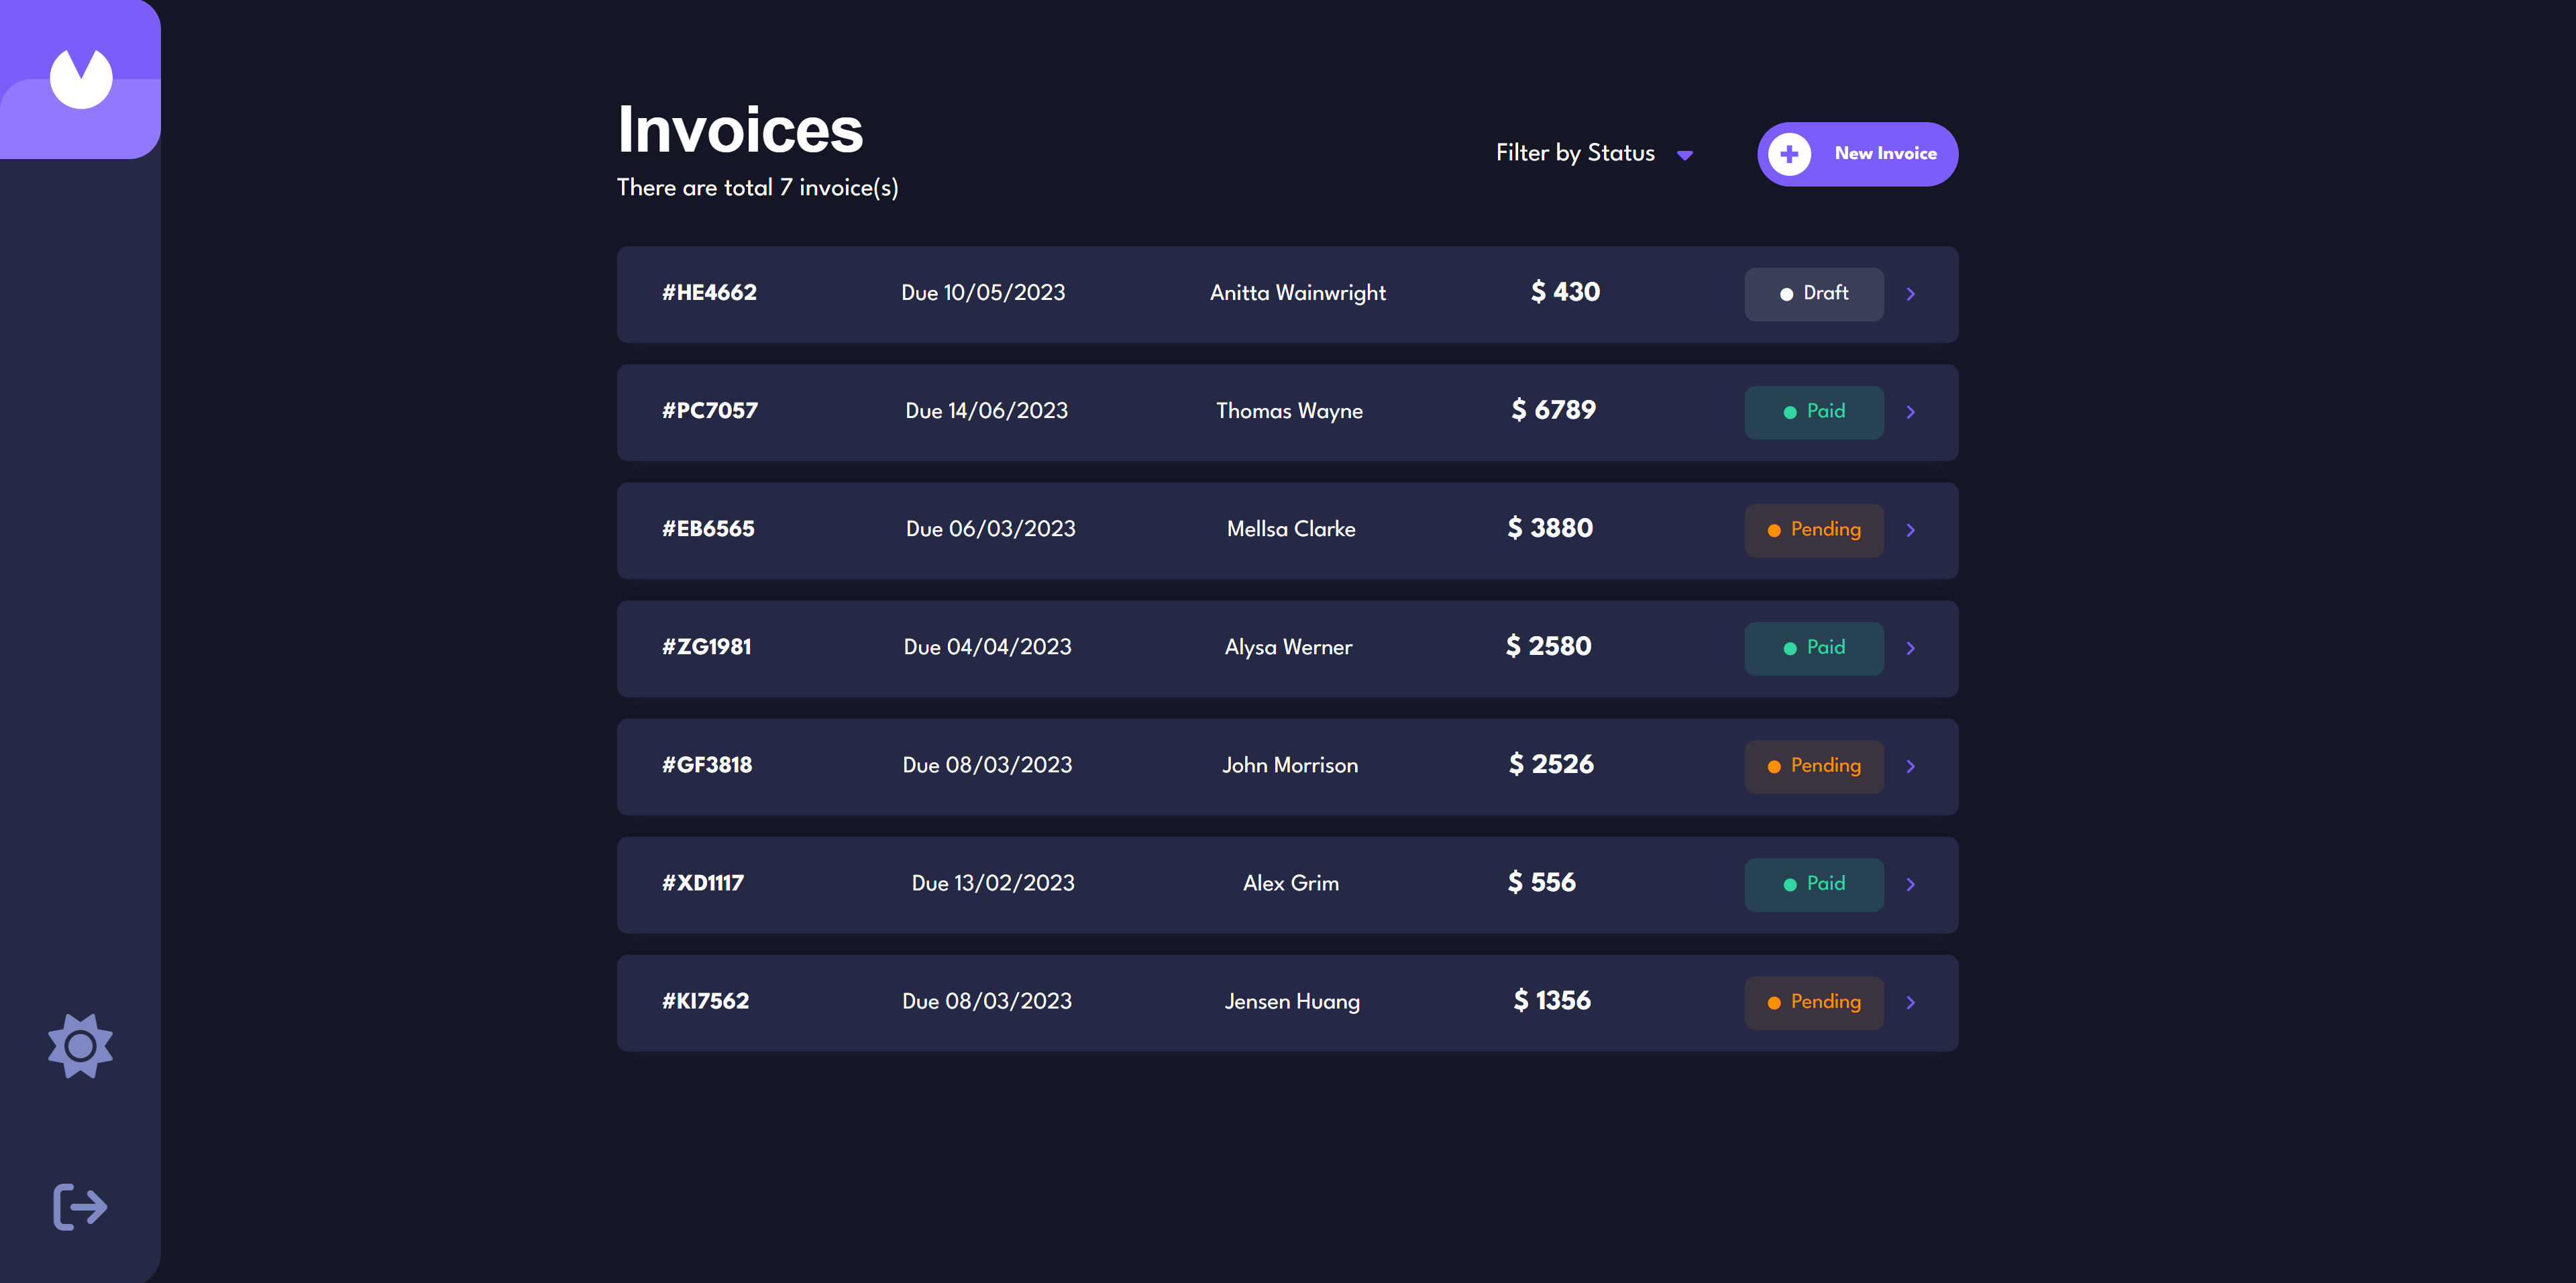 Invoices
There are total 7 invoice(s)
Filter by Status
New Invoice
#HE4662 Due 10/05/2023 Anitta Wainwright $ 430 Draft
#PC7057 Due 14/06/2023 Thomas Wayne $ 6789 Paid
#EB6565 Due 06/03/2023 Mellsa Clarke $ 3880 Pending
#ZG1981 Due 04/04/2023 Alysa Werner $ 2580 Paid
#GF3818 Due 08/03/2023 John Morrison $ 2526 Pending
#XD1117 Due 13/02/2023 Alex Grim $ 556 Paid
#KI7562 Due 08/03/2023 Jensen Huang $ 1356 Pending